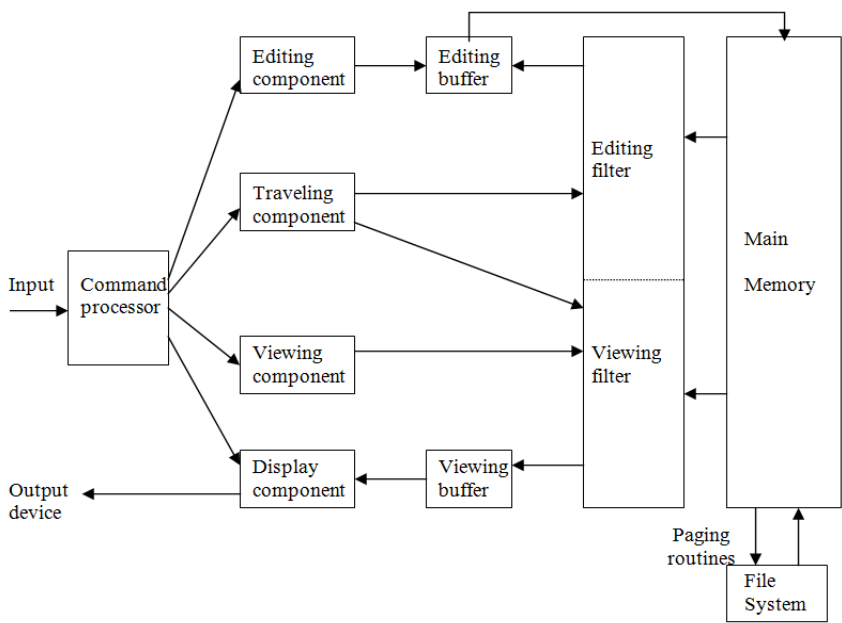 Editing
component
Editing
buffer
Editing
filter
Traveling
component
Main
Memory
Input
Command
processor
Viewing
component
Viewing
filter
Display
component
Viewing
buffer
Output
device
Paging
routines
File
System